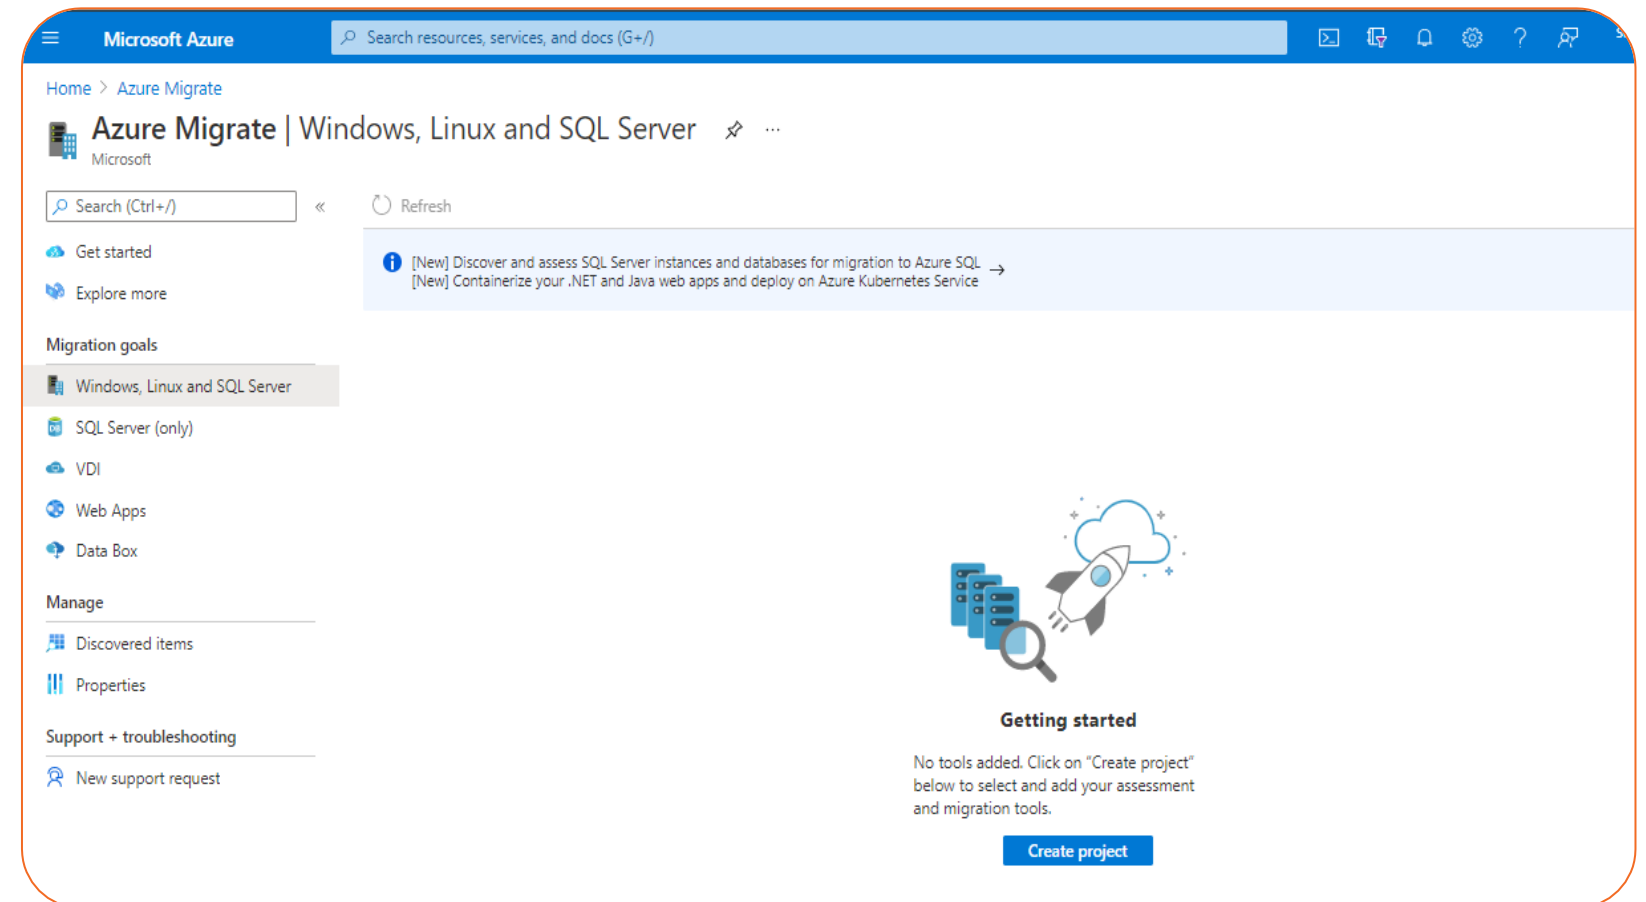 Microsoft Azure
Search resources, services, and docs (G+/)
Home > Azure Migrate
Azure Migrate | Windows, Linux and SQL Server
Microsoft
Search (Ctrl+/)
Refresh
Get started
Explore more
[New] Discover and assess SQL Server instances and databases for migration to Azure SQL
[New] Containerize your .NET and Java web apps and deploy on Azure Kubernetes Service
Migration goals
Windows, Linux and SQL Server
SQL Server (only)
VDI
Web Apps
Data Box
Manage
Discovered items
Properties
Support + troubleshooting
New support request
Getting started
No tools added. Click on "Create project"
below to select and add your assessment
and migration tools.
Create project